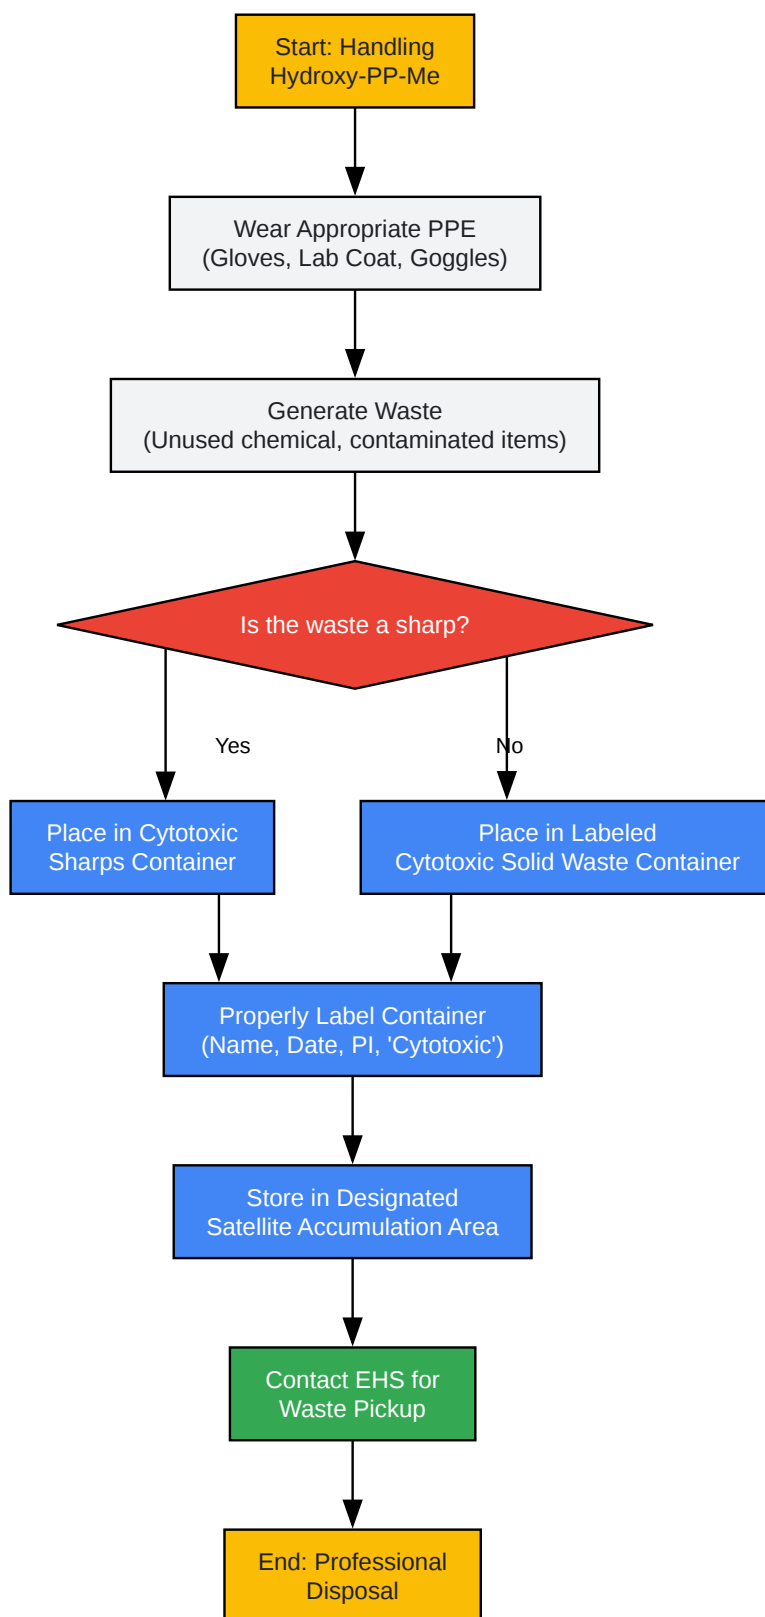 Start: Handling
Hydroxy-PP-Me
Wear Appropriate PPE
(Gloves, Lab Coat, Goggles)
Generate Waste
(Unused chemical, contaminated items)
Is the waste a sharp?
Yes
No
Place in Cytotoxic
Sharps Container
Place in Labeled
Cytotoxic Solid Waste Container
Properly Label Container
(Name, Date, PI, 'Cytotoxic')
Store in Designated
Satellite Accumulation Area
Contact EHS for
Waste Pickup
End: Professional
Disposal